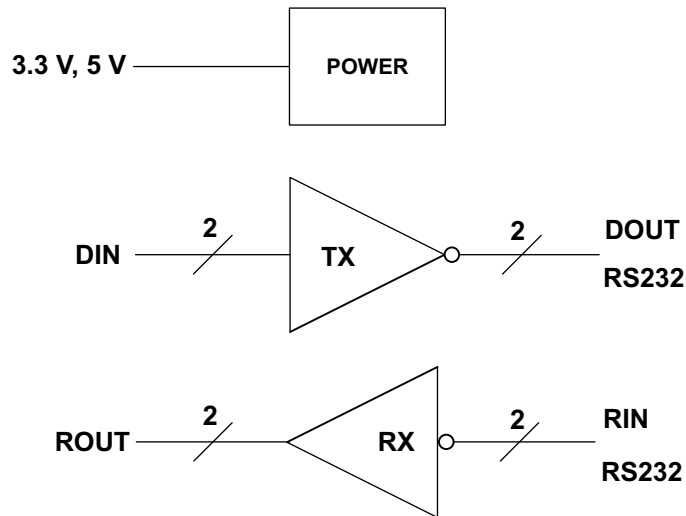 3.3 V, 5 V
POWER
DIN
2
TX
2
DOUT
RS232
ROUT
2
RX
2
RIN
RS232